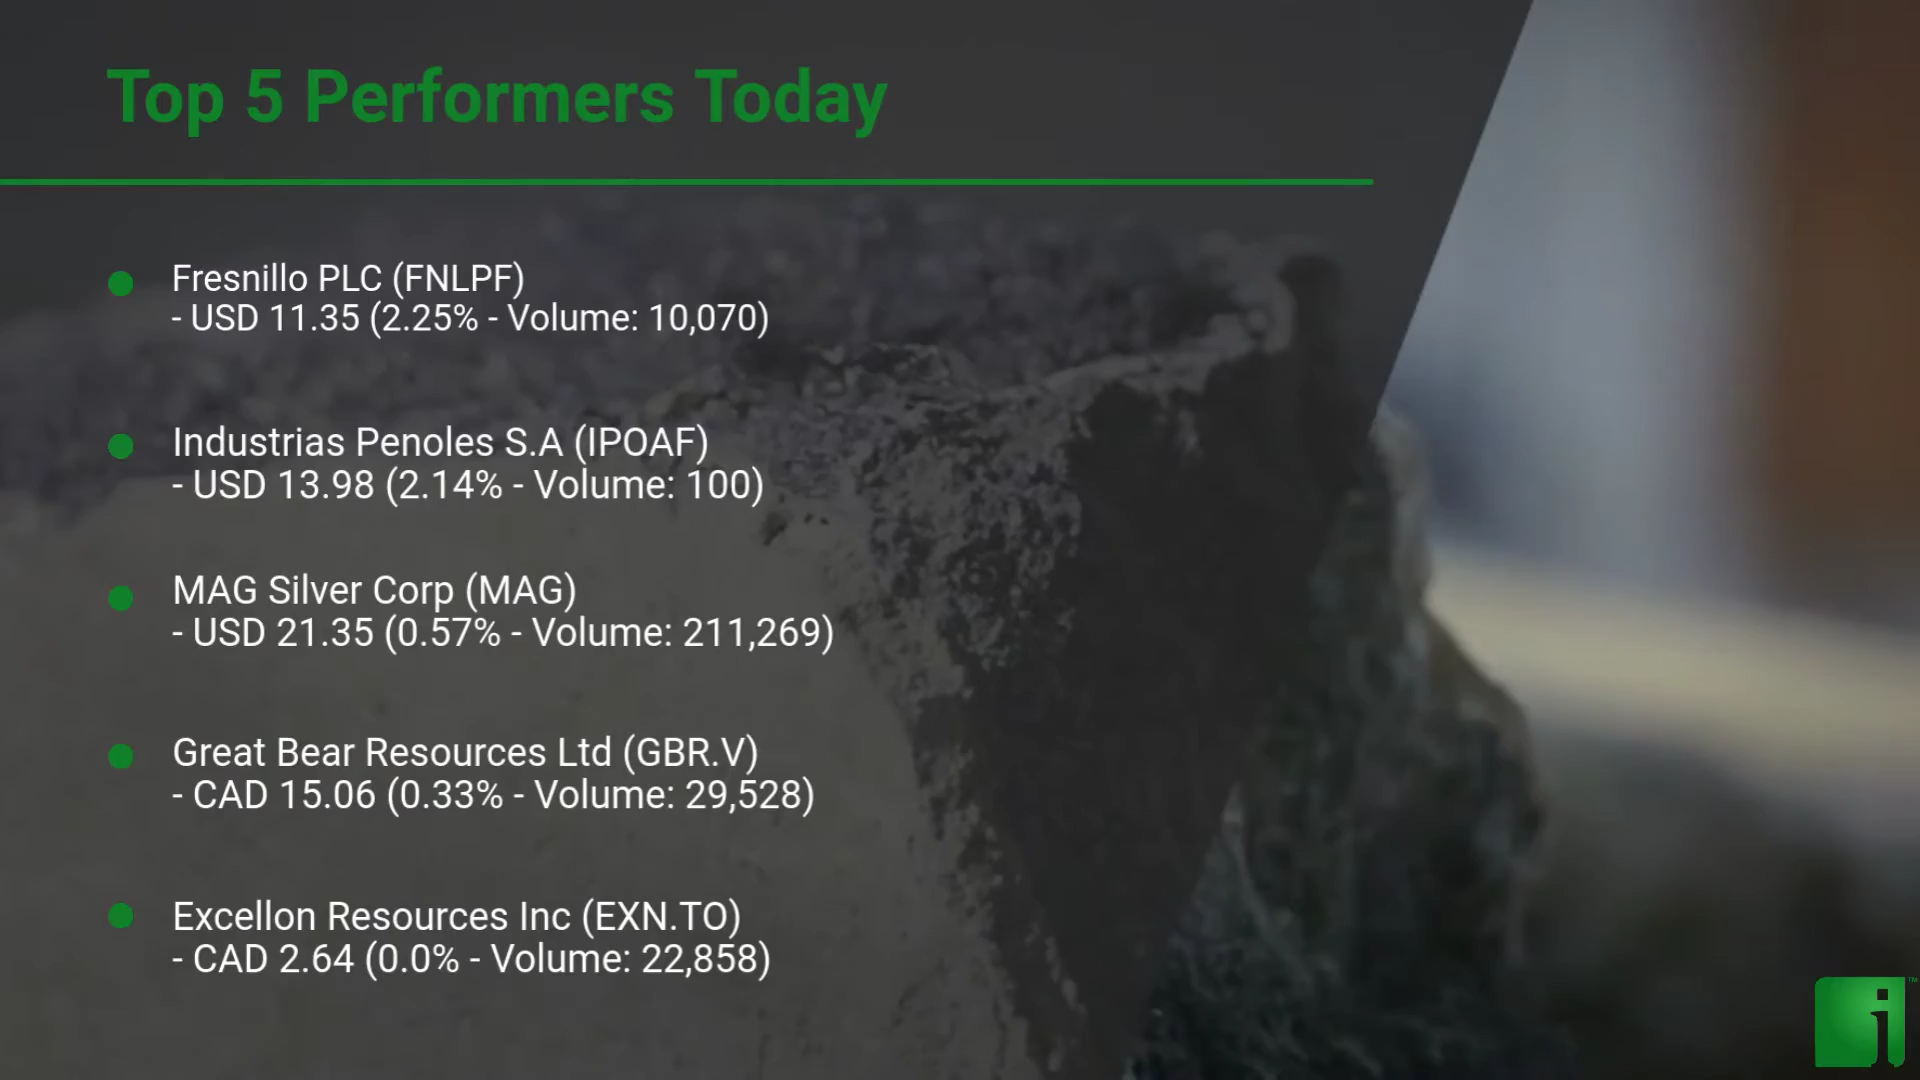 Top 5 Performers Today
Fresnillo PLC (FNLPF)
- USD 11.35 (2.25% - Volume: 10,070)
Industrias Penoles S.A (IPOAF)
- USD 13.98 (2.14% - Volume: 100)
MAG Silver Corp (MAG)
- USD 21.35 (0.57% - Volume: 211,269)
Great Bear Resources Ltd (GBR.V)
- CAD 15.06 (0.33% - Volume: 29,528)
Excellon Resources Inc (EXN.TO)
- CAD 2.64 (0.0% - Volume: 22,858)
i
TM